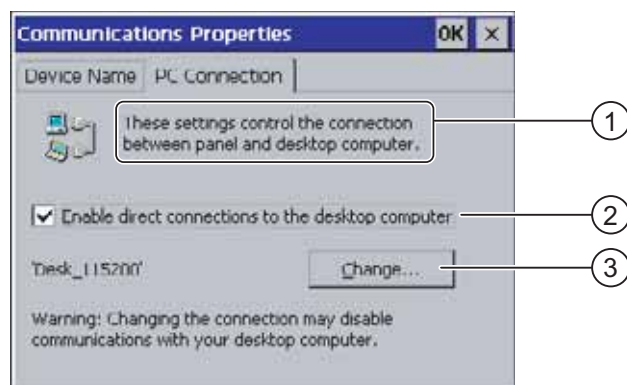 Communications Properties OK ×
Device Name PC Connection
These settings control the connection
between panel and desktop computer.
1
Enable direct connections to the desktop computer
2
'Desk_115200'
Change...
3
Warning: Changing the connection may disable
communications with your desktop computer.